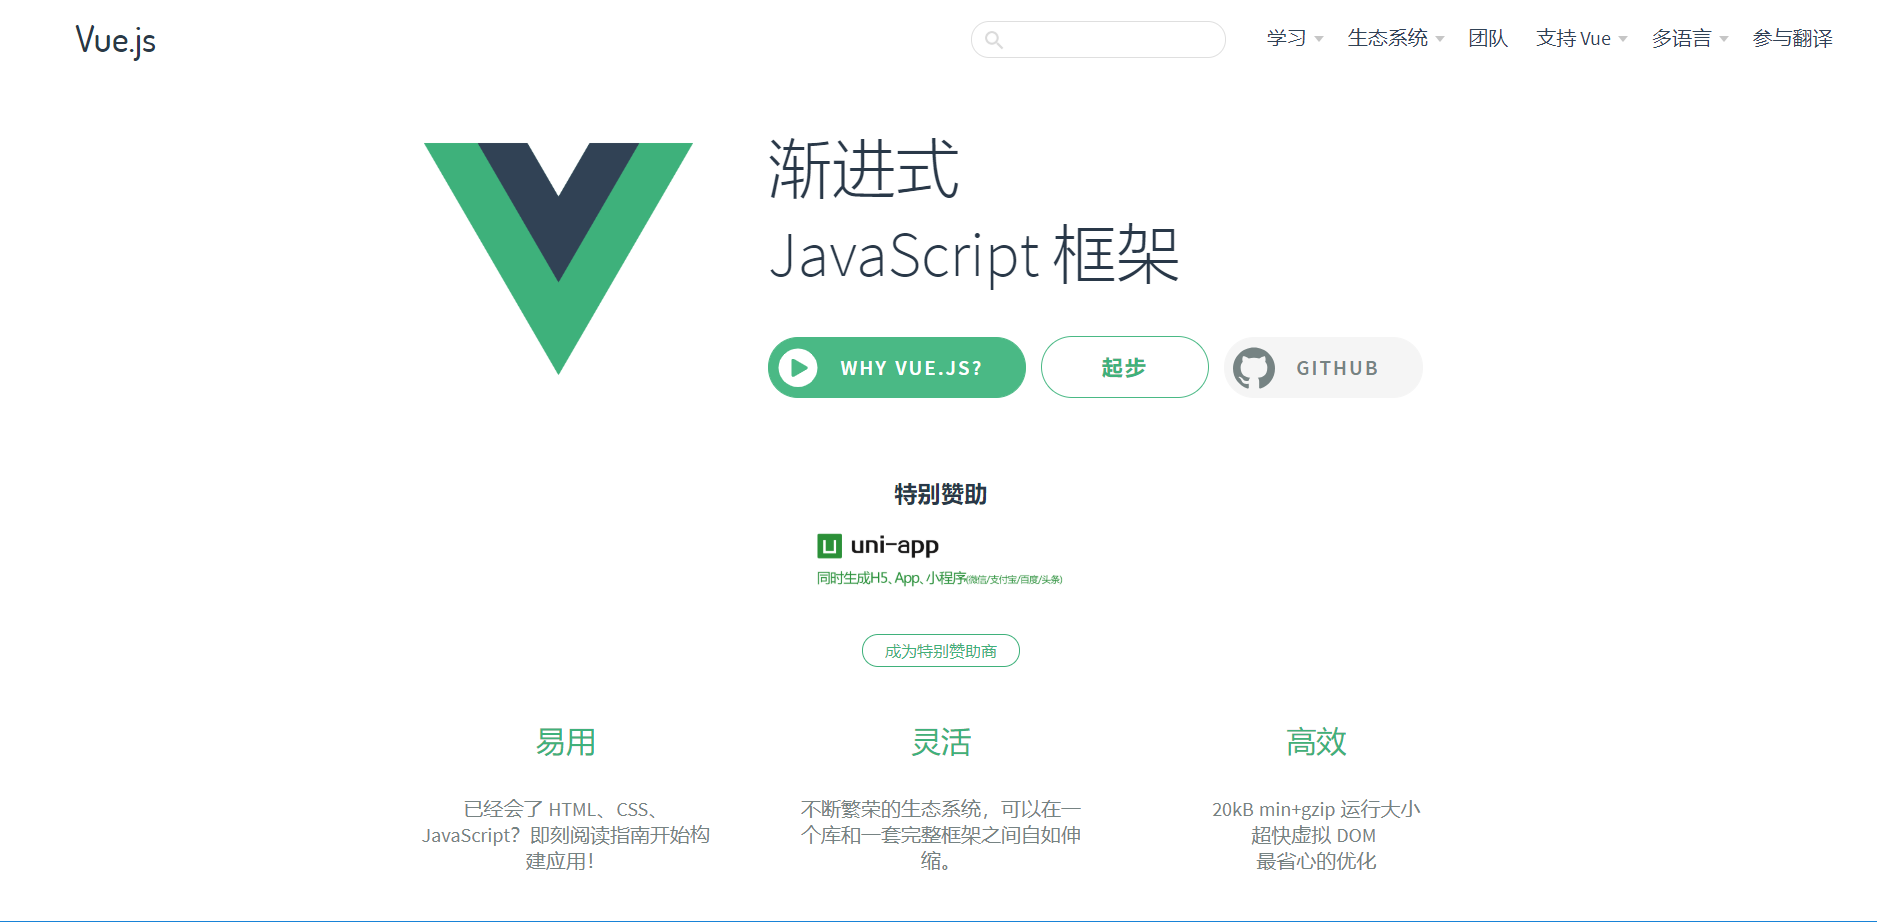 Vue.js
学习 生态系统 团队 支持 Vue 多语言 参与翻译
渐进式
JavaScript 框架
WHY VUE.JS? 起步 GITHUB
特别赞助
uni-app
同时生成H5、App、小程序(微信/支付宝/百度/头条)
成为特别赞助商
易用
已经会了 HTML、CSS、
JavaScript？即刻阅读指南开始构
建应用！
灵活
不断繁荣的生态系统，可以在一
个库和一套完整框架之间自如伸
缩。
高效
20kB min+gzip 运行大小
超快虚拟 DOM
最省心的优化